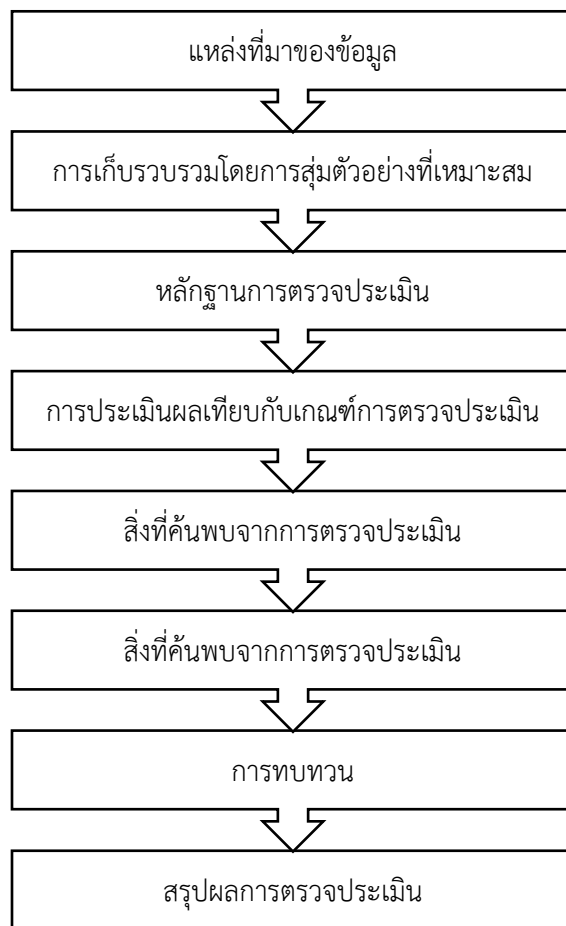 แหล่งที่มาของข้อมูล
การเก็บรวบรวมโดยการสุ่มตัวอย่างที่เหมาะสม
หลักฐานการตรวจประเมิน
การประเมินผลเทียบกับเกณฑ์การตรวจประเมิน
สิ่งที่ค้นพบจากการตรวจประเมิน
สิ่งที่ค้นพบจากการตรวจประเมิน
การทบทวน
สรุปผลการตรวจประเมิน